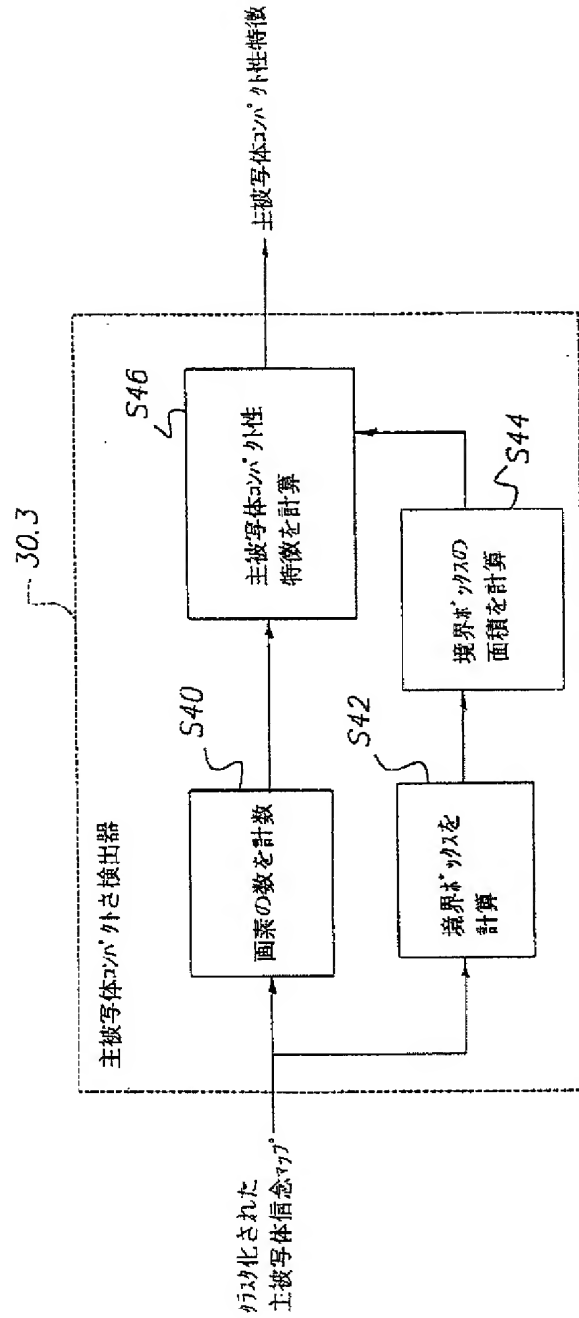 30.3
主被写体コンパクトさ検出器
クラスタ化された
主被写体信念マップ
S40
画素の数を計数
S42
境界ボックスを
計算
S44
境界ボックスの
面積を計算
S46
主被写体コンパクト性
特徴を計算
主被写体コンパクト性特徴